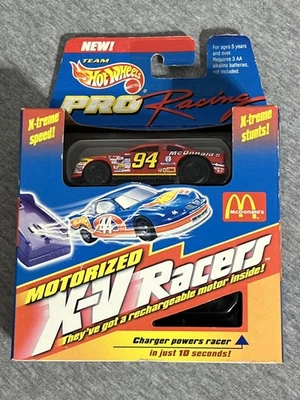 NEW!
TEAM
Hot Wheels
MATTEL
For ages 5 years
and over
Requires 3 AA
alkaline batteries,
not included.
PRO Racing
X-treme
speed!
X-treme
stunts!
94
McDonald's
M
McDonald's
44
MOTORIZED
X-V Racers
They've got a rechargeable motor inside!
Charger powers racer
in just 10 seconds!